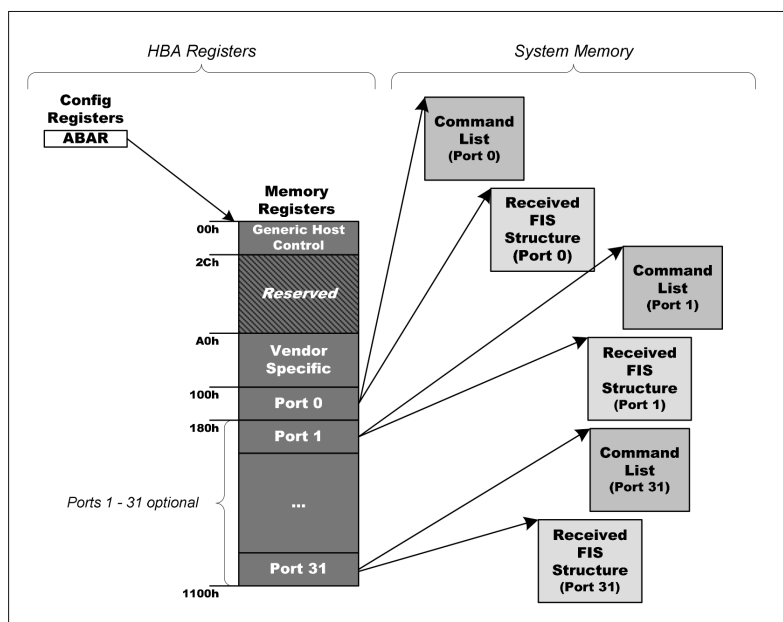 HBA Registers
System Memory
Config
Registers
ABAR
Memory
Registers
00h
Generic Host
Control
2Ch
Reserved
A0h
Vendor
Specific
100h
Port 0
180h
Port 1
Ports 1 - 31 optional
...
Port 31
1100h
Command
List
(Port 0)
Received
FIS
Structure
(Port 0)
Command
List
(Port 1)
Received
FIS
Structure
(Port 1)
Command
List
(Port 31)
Received
FIS
Structure
(Port 31)